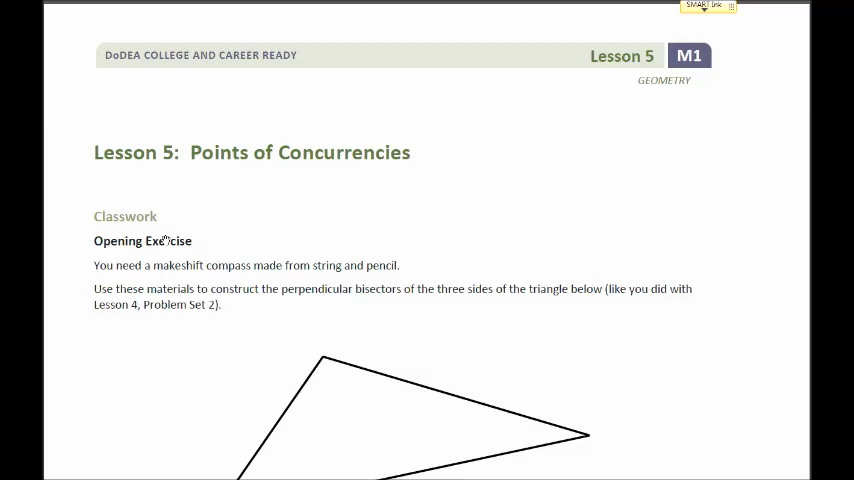 SMART Ink
DoDEA COLLEGE AND CAREER READY
Lesson 5
M1
GEOMETRY
Lesson 5: Points of Concurrencies
Classwork
Opening Exercise
You need a makeshift compass made from string and pencil.
Use these materials to construct the perpendicular bisectors of the three sides of the triangle below (like you did with
Lesson 4, Problem Set 2).